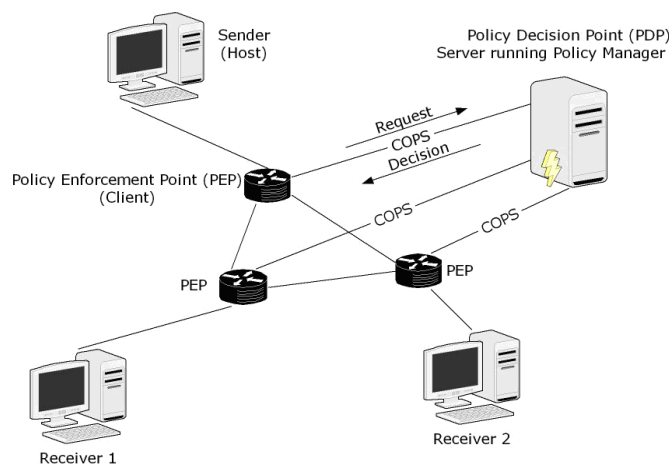 Sender
(Host)
Policy Decision Point (PDP)
Server running Policy Manager
Request
COPS
Decision
Policy Enforcement Point (PEP)
(Client)
COPS
COPS
PEP
PEP
Receiver 1
Receiver 2